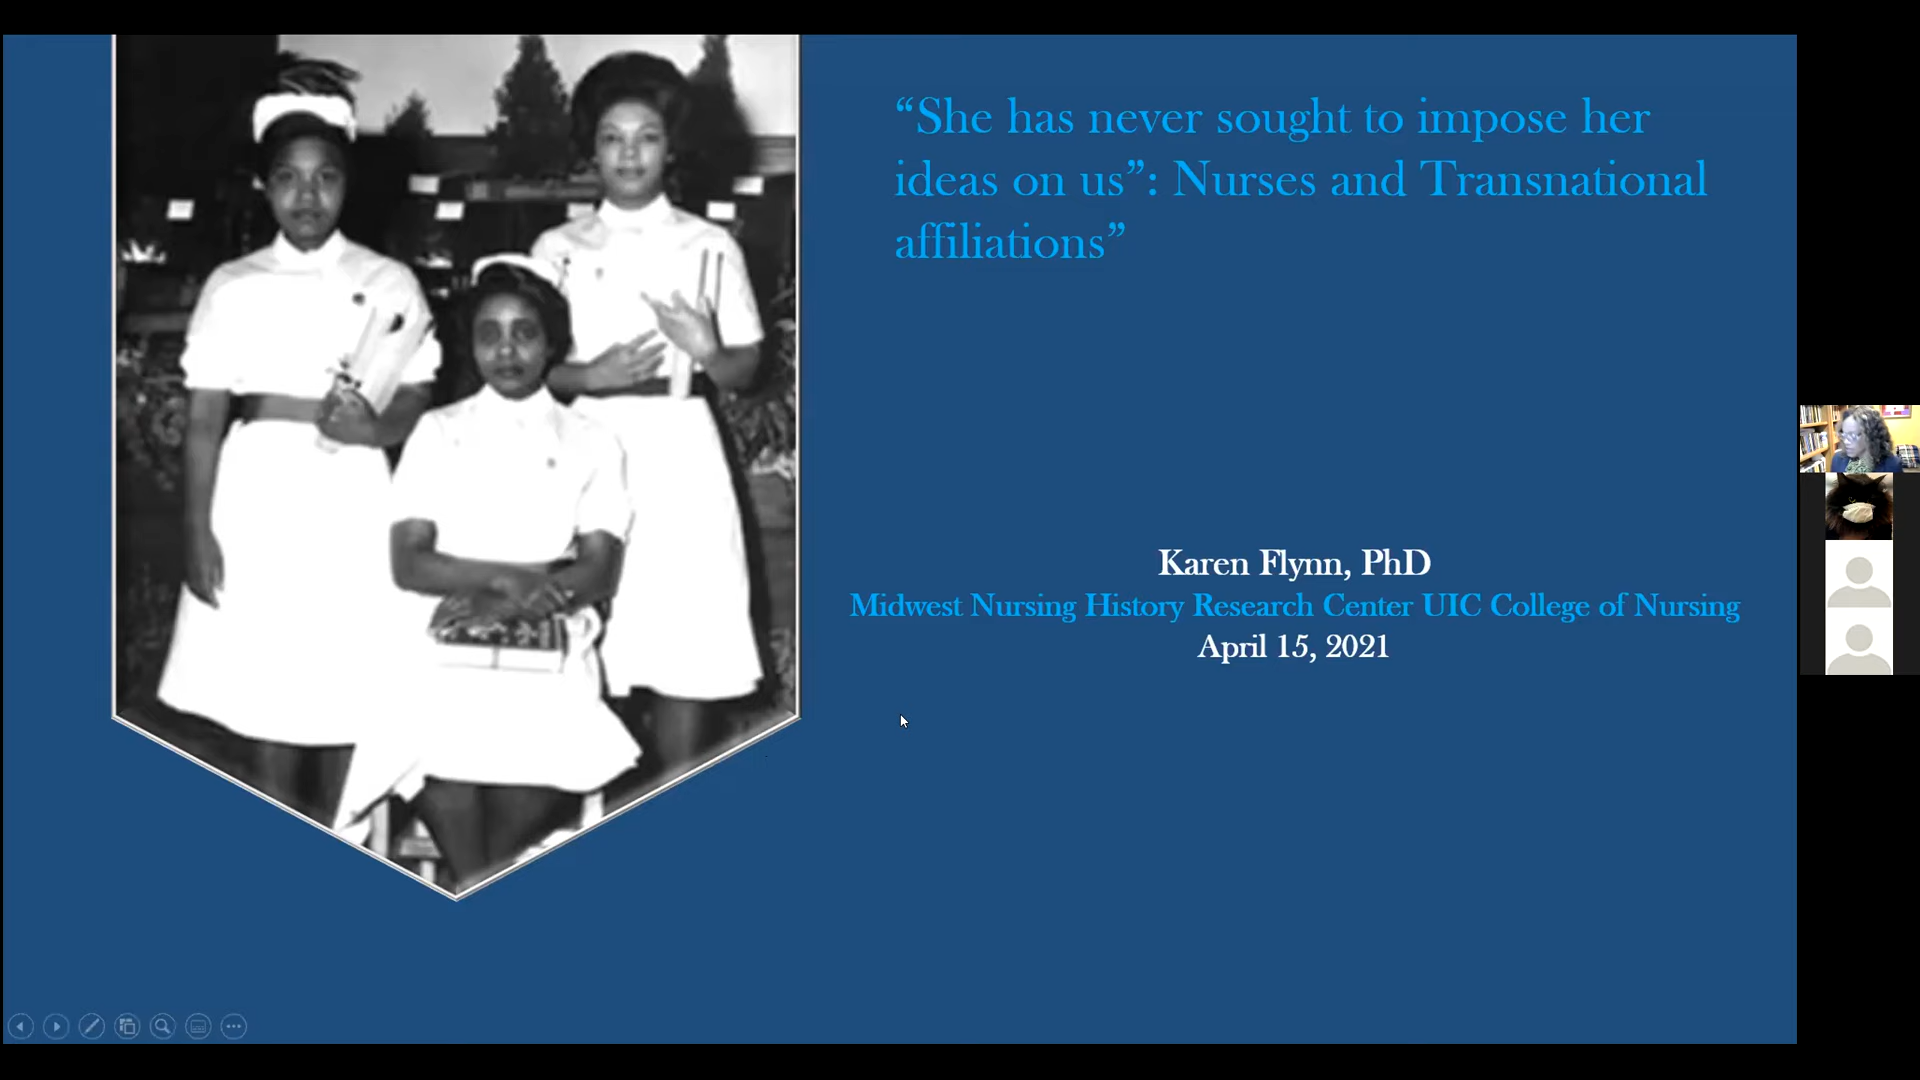 “She has never sought to impose her
ideas on us”: Nurses and Transnational
affiliations”
Karen Flynn, PhD
Midwest Nursing History Research Center UIC College of Nursing
April 15, 2021